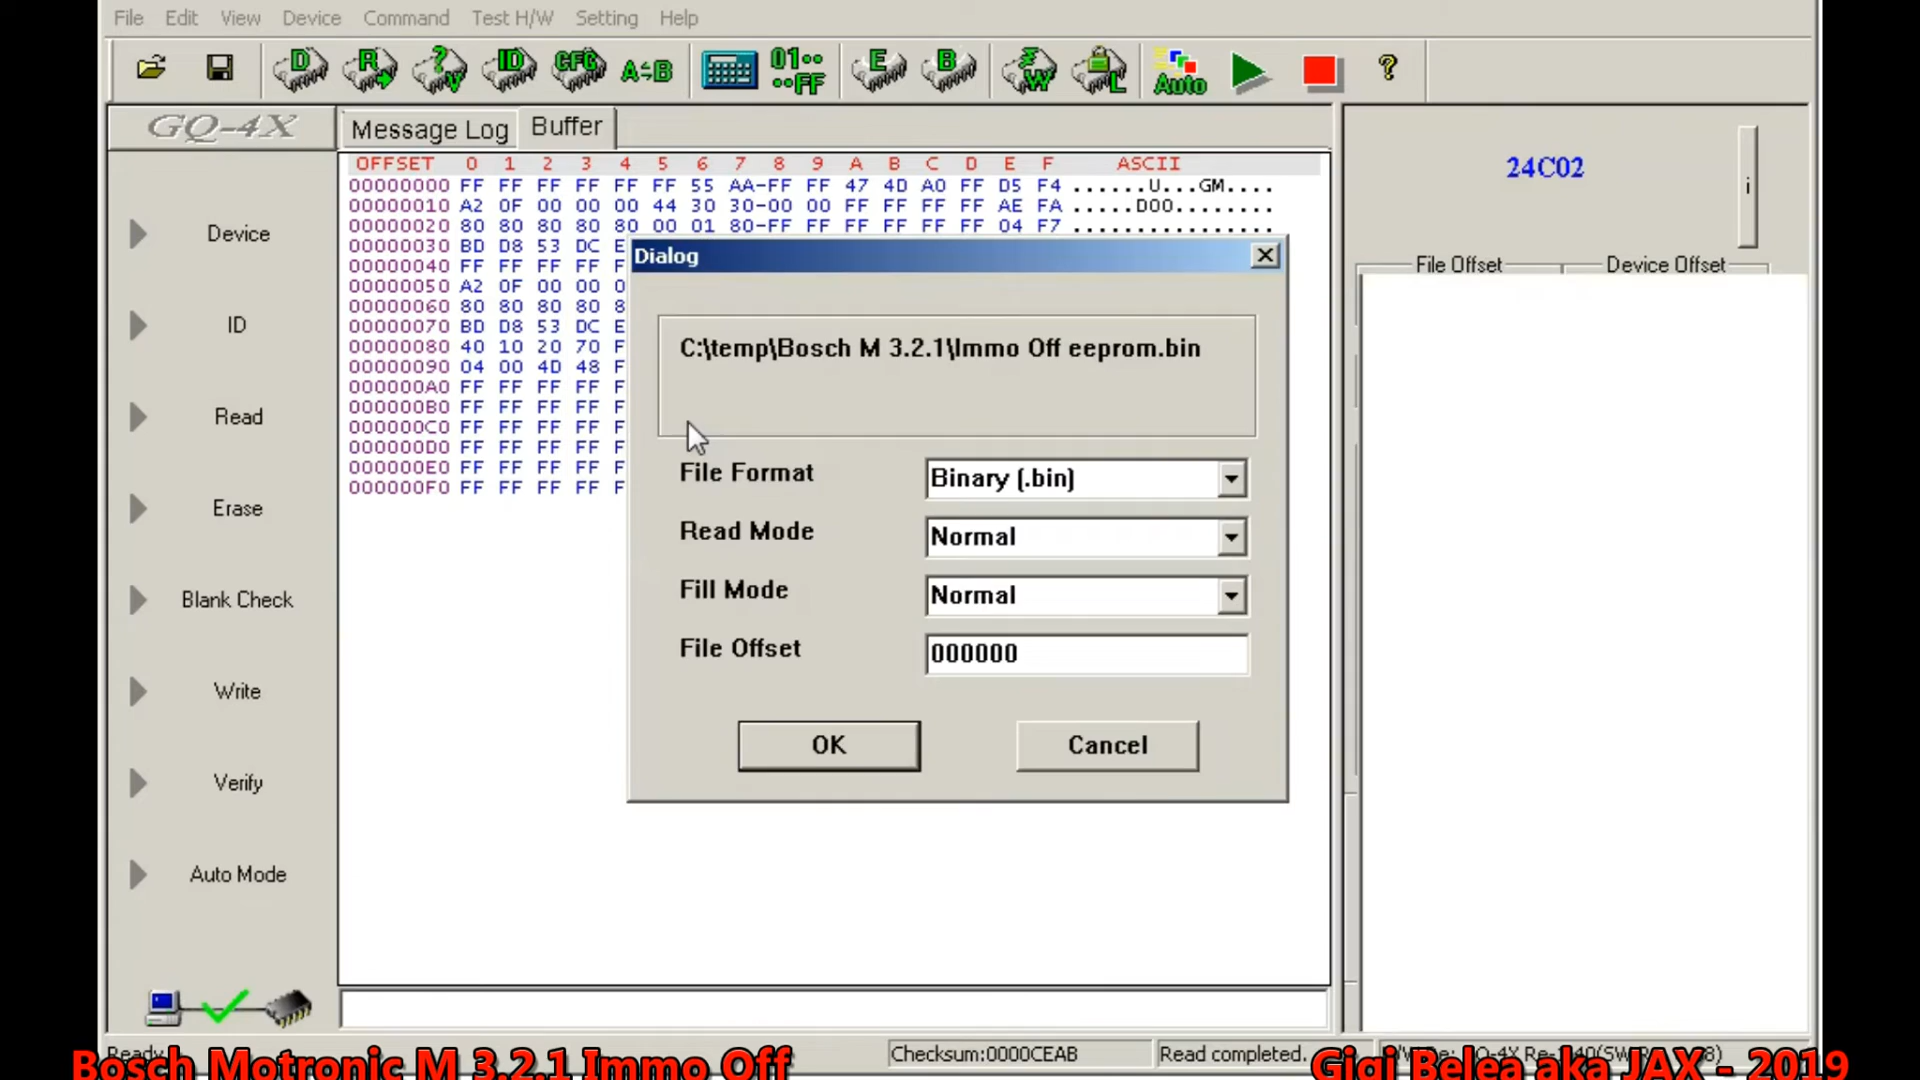 File Edit View Device Command Test H/W Setting Help
D R ? V ID CFG A÷B 01•• ••FF E B W L Auto ?
GQ-4X
Message Log Buffer
24C02
i
OFFSET 0 1 2 3 4 5 6 7 8 9 A B C D E F ASCII
00000000 FF FF FF FF FF FF 55 AA-FF FF 47 4D A0 FF D5 F4 ......U...GM....
00000010 A2 0F 00 00 00 44 30 30-00 00 FF FF FF FF AE FA .....D00........
00000020 80 80 80 80 80 00 01 80-FF FF FF FF FF FF 04 F7 ................
00000030 BD D8 53 DC E
00000040 FF FF FF FF F
00000050 A2 0F 00 00 0
00000060 80 80 80 80 8
00000070 BD D8 53 DC E
00000080 40 10 20 70 F
00000090 04 00 4D 48 F
000000A0 FF FF FF FF F
000000B0 FF FF FF FF F
000000C0 FF FF FF FF F
000000D0 FF FF FF FF F
000000E0 FF FF FF FF F
000000F0 FF FF FF FF F
Device
ID
Read
Erase
Blank Check
Write
Verify
Auto Mode
Dialog
C:\temp\Bosch M 3.2.1\Immo Off eeprom.bin
File Format Binary (.bin)
Read Mode Normal
Fill Mode Normal
File Offset 000000
OK Cancel
File Offset Device Offset
Ready Checksum:0000CEAB Read completed.
Bosch Motronic M 3.2.1 Immo Off
Gigi Belea aka JAX - 2019